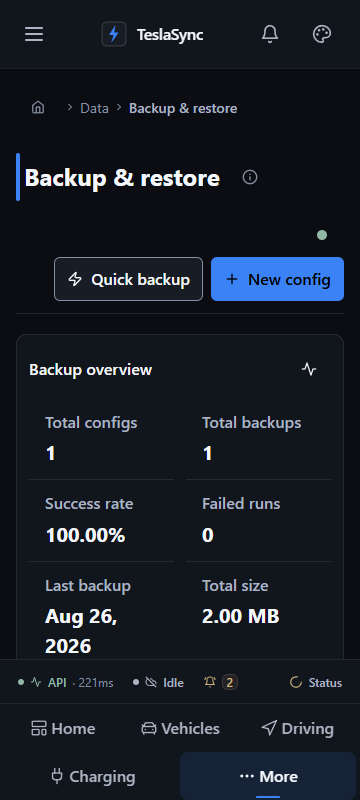 TeslaSync
Data > Backup & restore
Backup & restore
Quick backup
New config
Backup overview
Total configs
1
Total backups
1
Success rate
100.00%
Failed runs
0
Last backup
Aug 26,
2026
Total size
2.00 MB
API · 221ms
Idle
2
Status
Home
Vehicles
Driving
Charging
More